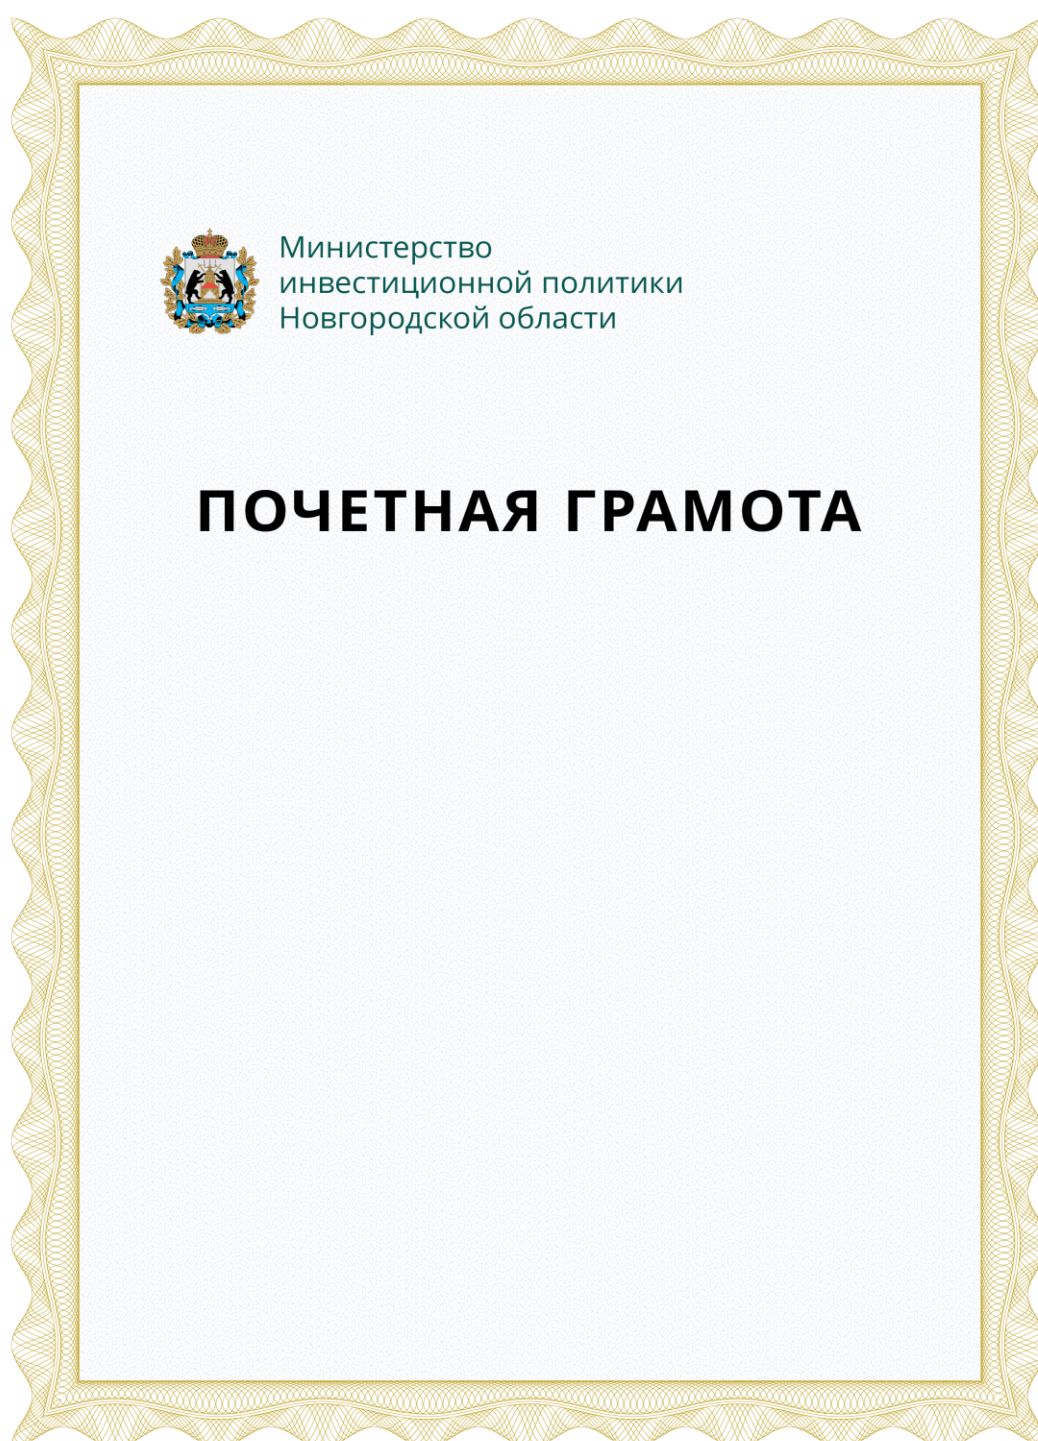 Министерство
инвестиционной политики
Новгородской области
ПОЧЕТНАЯ ГРАМОТА